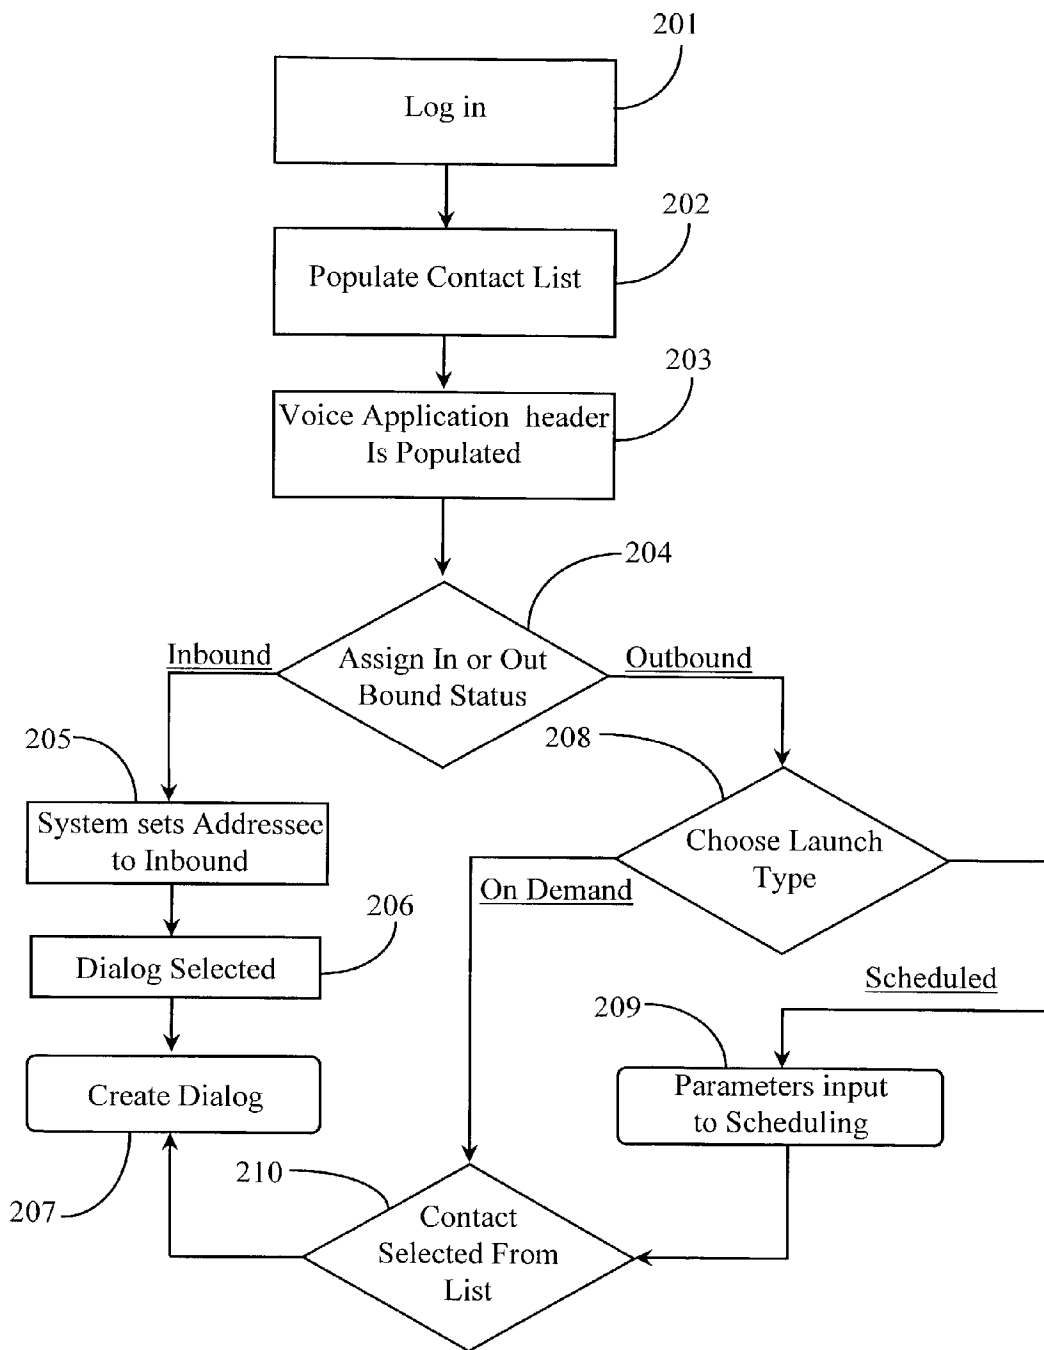 201
Log in
202
Populate Contact List
203
Voice Application header
Is Populated
204
Inbound
Assign In or Out
Bound Status
Outbound
205
208
System sets Addressee
to Inbound
Choose Launch
Type
On Demand
206
Dialog Selected
Scheduled
209
Create Dialog
Parameters input
to Scheduling
210
207
Contact
Selected From
List